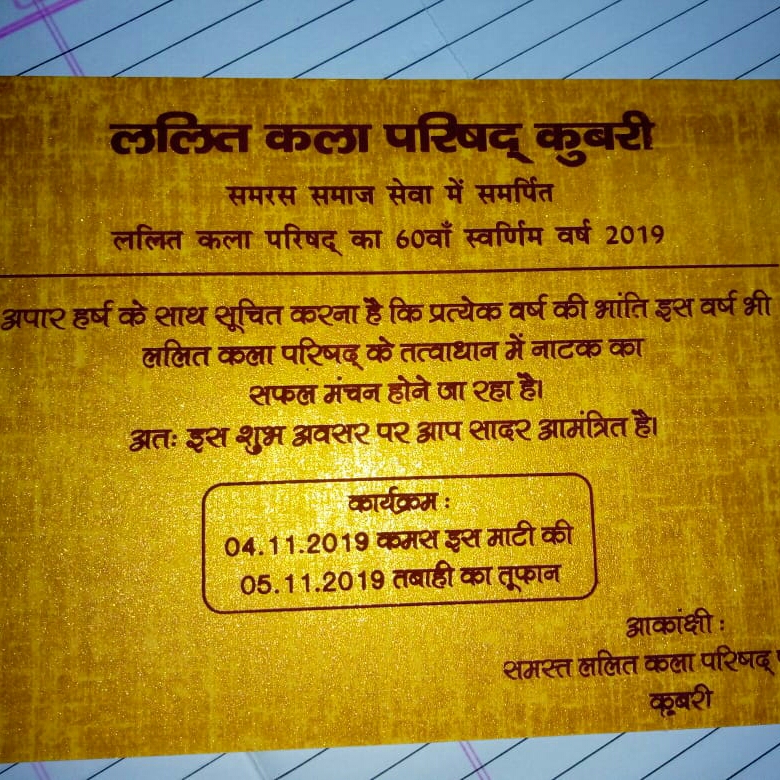 ललित कला परिषद् कुबरी
समरस समाज सेवा में समर्पित
ललित कला परिषद् का 60वाँ स्वर्णिम वर्ष 2019
अपार हर्ष के साथ सूचित करना है कि प्रत्येक वर्ष की भांति इस वर्ष भी
ललित कला परिषद् के तत्वाधान में नाटक का
सफल मंचन होने जा रहा है।
अतः इस शुभ अवसर पर आप सादर आमंत्रित है।
कार्यक्रम :
04.11.2019 कमस इस माटी की
05.11.2019 तबाही का तूफान
आकांक्षी :
समस्त ललित कला परिषद्
कूबरी